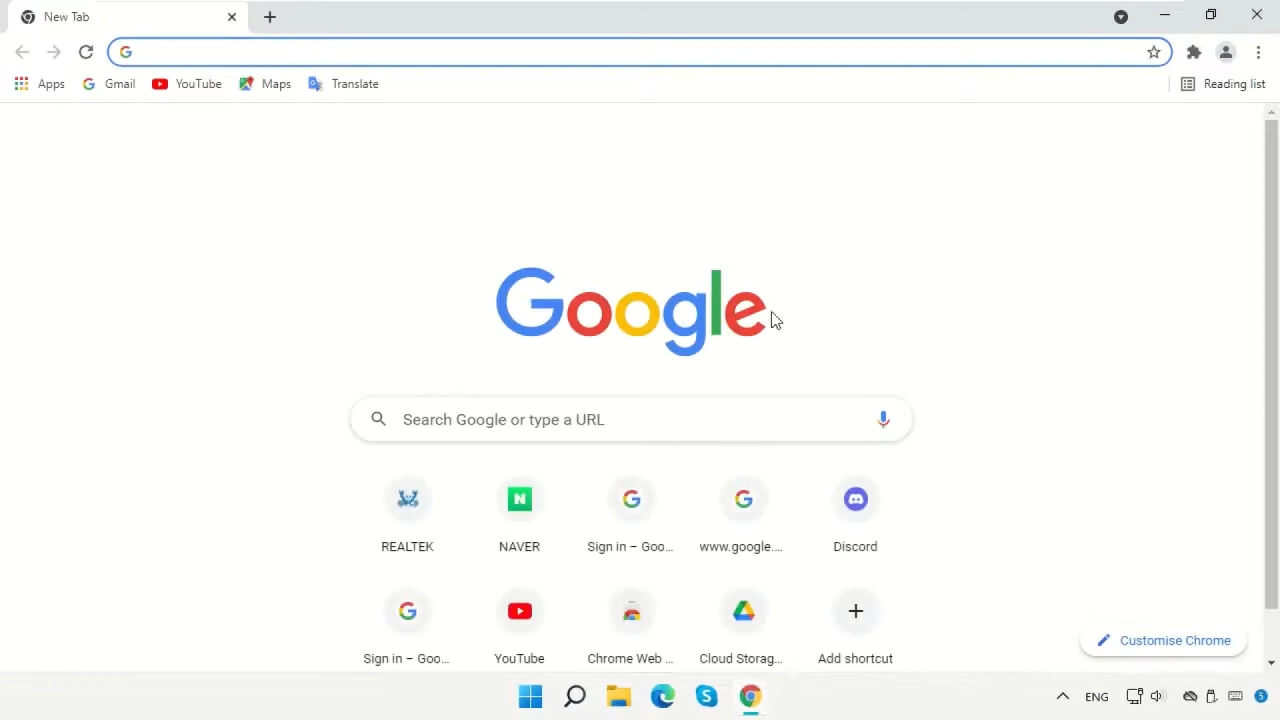 New Tab
Apps Gmail YouTube Maps Translate Reading list
Google
Search Google or type a URL
REALTEK NAVER Sign in – Goo... www.google.... Discord
Sign in – Goo... YouTube Chrome Web ... Cloud Storag... Add shortcut
Customise Chrome
ENG 5